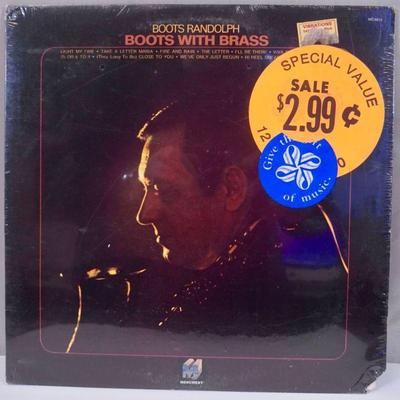 BOOTS RANDOLPH
BOOTS WITH BRASS
LIGHT MY FIRE • TAKE A LETTER MARIA • FIRE AND RAIN • THE LETTER • I'LL BE THERE •
(They Long To Be) CLOSE TO YOU • WE'VE ONLY JUST BEGUN •
VIBRATIONS
SPECIAL VALUE
SALE
$2.99 ¢
12
Give the gift
of music.
MONUMENT